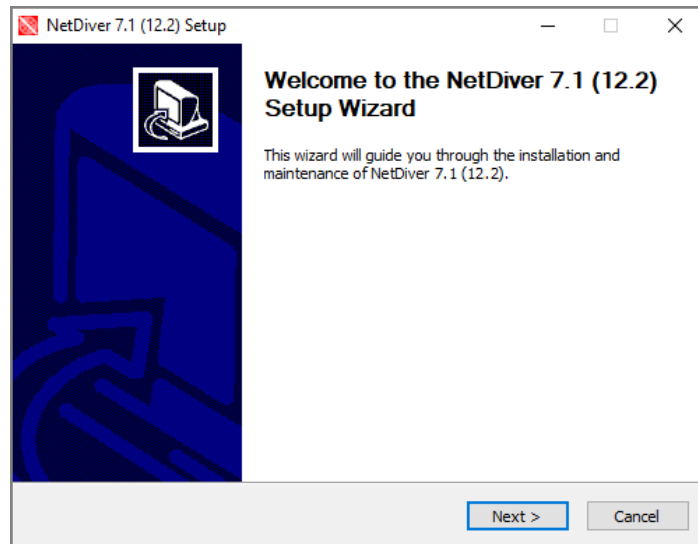 NetDiver 7.1 (12.2) Setup
Welcome to the NetDiver 7.1 (12.2)
Setup Wizard
This wizard will guide you through the installation and
maintenance of NetDiver 7.1 (12.2).
Next >
Cancel